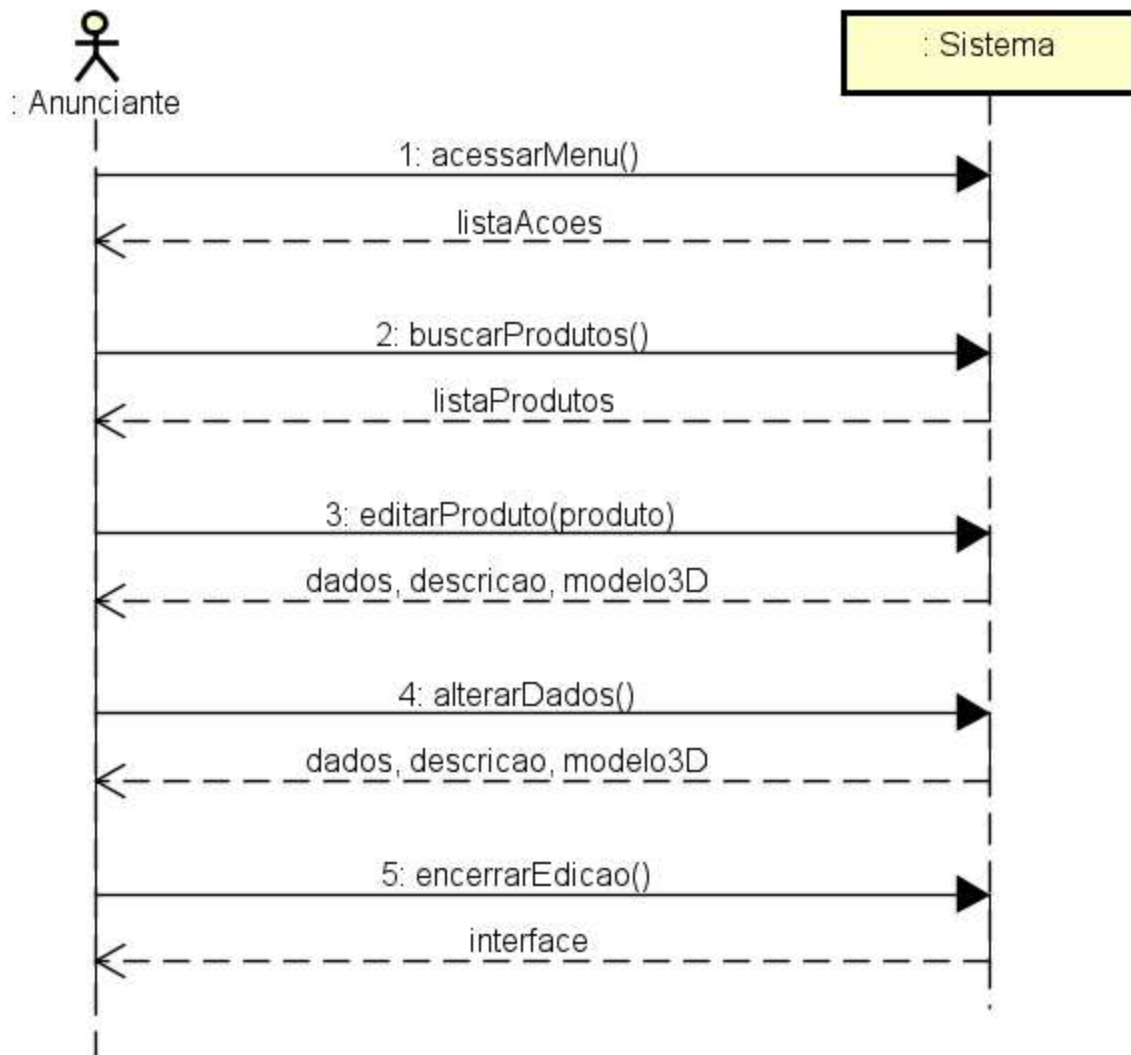 : Sistema
: Anunciante
1: acessarMenu()
listaAcoes
2: buscarProdutos()
listaProdutos
3: editarProduto(produto)
dados, descricao, modelo3D
4: alterarDados()
dados, descricao, modelo3D
5: encerrarEdicao()
interface